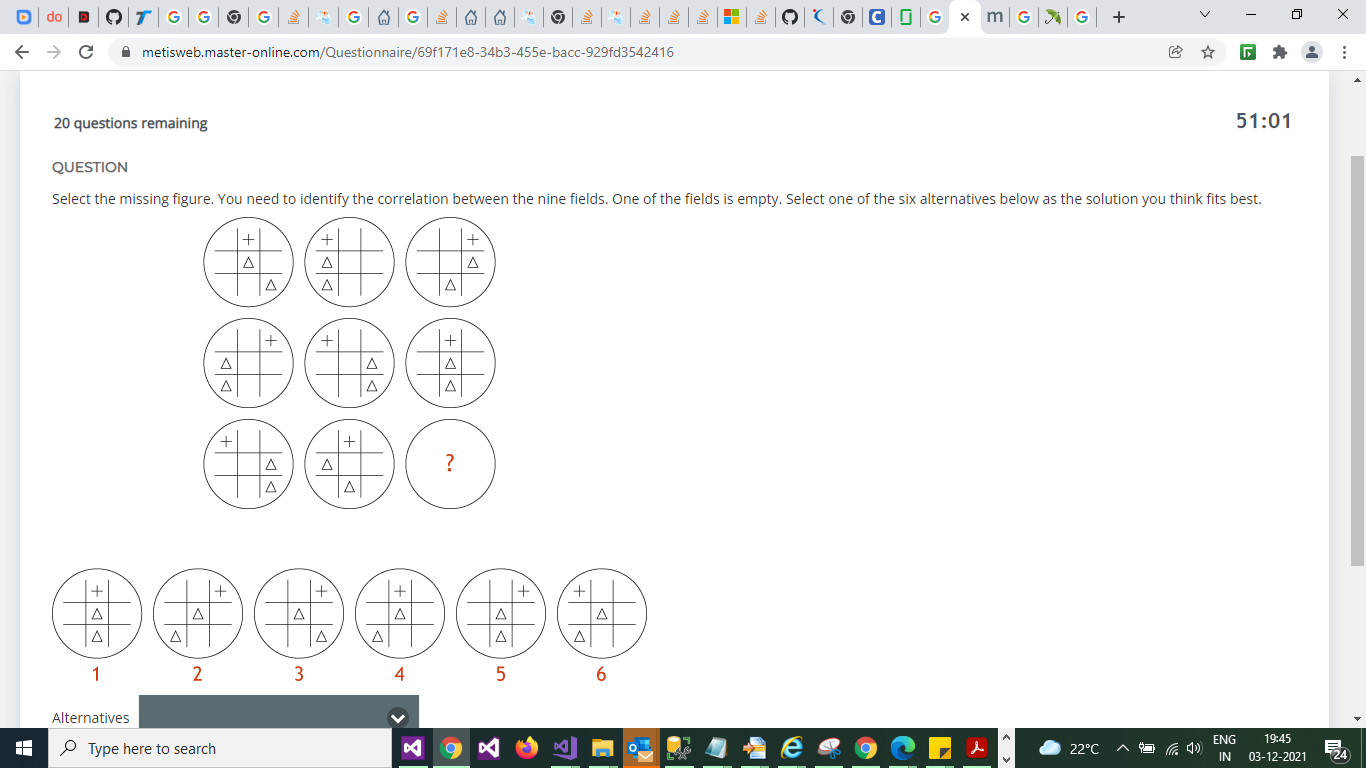 do
metisweb.master-online.com/Questionnaire/69f171e8-34b3-455e-bacc-929fd3542416
20 questions remaining
51:01
QUESTION
Select the missing figure. You need to identify the correlation between the nine fields. One of the fields is empty. Select one of the six alternatives below as the solution you think fits best.
?
1 2 3 4 5 6
Alternatives
Type here to search
22°C
ENG
IN
19:45
03-12-2021
24